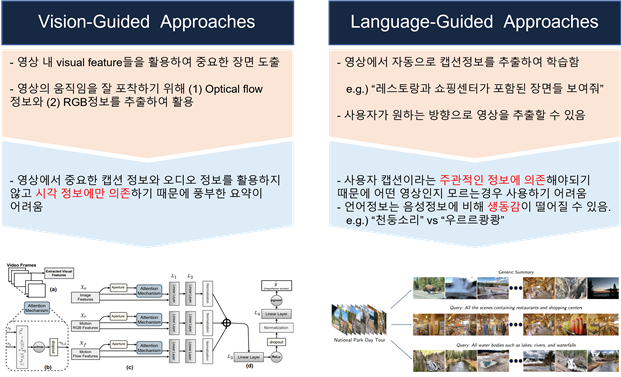 Vision-Guided Approaches
- 영상 내 visual feature들을 활용하여 중요한 장면 도출
- 영상의 움직임을 잘 포착하기 위해 (1) Optical flow
정보와 (2) RGB정보를 추출하여 활용
- 영상에서 중요한 캡션 정보와 오디오 정보를 활용하지
않고 시각 정보에만 의존하기 때문에 풍부한 요약이
어려움
Language-Guided Approaches
- 영상에서 자동으로 캡션정보를 추출하여 학습함
e.g.) “레스토랑과 쇼핑센터가 포함된 장면들 보여줘”
- 사용자가 원하는 방향으로 영상을 추출할 수 있음
- 사용자 캡션이라는 주관적인 정보에 의존해야되기
때문에 어떤 영상인지 모르는경우 사용하기 어려움
- 언어정보는 음성정보에 비해 생동감이 떨어질 수 있음.
e.g.) “천둥소리” vs “우르르쾅쾅”
Video Frames
Extracted Visual
Features
(a)
Attention
Mechanism
(b)
Image
Features
Aperture
Attention
Mechanism
Motion
RGB Features
Aperture
Attention
Mechanism
Motion
Flow Features
Aperture
Attention
Mechanism
(c)
L1
L2
Linear Layer
L3
Linear Layer
L4
Normalization
dropout
ReLu
(d)
National Park Day Tour
Generic Summary
Query: All the scenes containing restaurants and shopping centers
Query: All water bodies such as lakes, rivers, and waterfalls